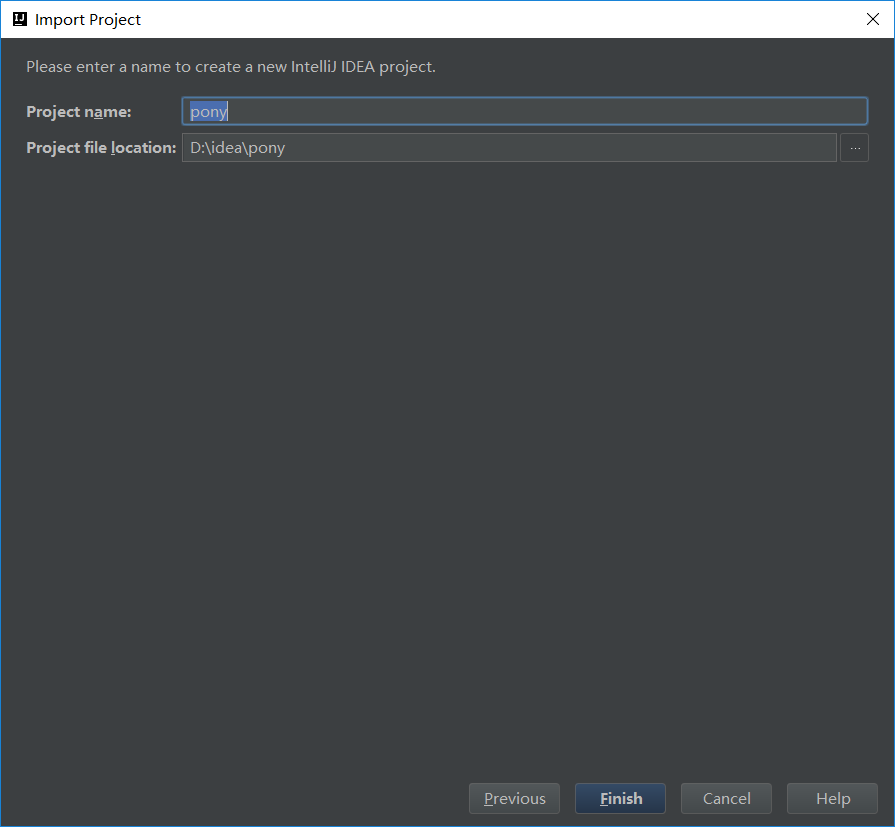 Import Project
Please enter a name to create a new IntelliJ IDEA project.
Project name: pony
Project file location: D:\idea\pony ...
Previous Finish Cancel Help